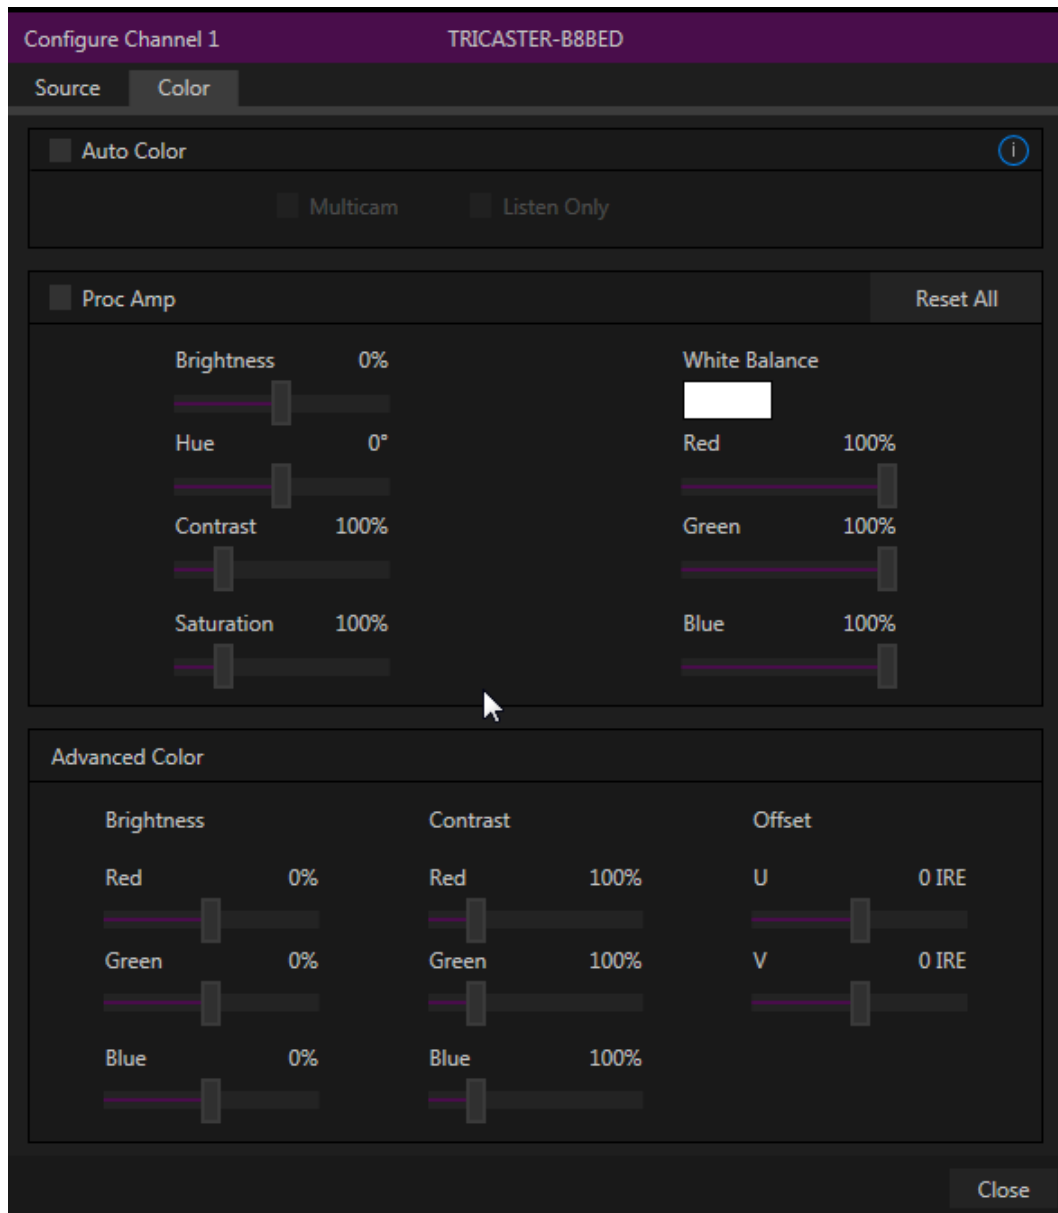 Configure Channel 1 TRICASTER-B8BED
Source Color
Auto Color i
Multicam Listen Only
Proc Amp Reset All
Brightness 0% White Balance
Hue 0° Red 100%
Contrast 100% Green 100%
Saturation 100% Blue 100%
Advanced Color
Brightness Contrast Offset
Red 0% Red 100% U 0 IRE
Green 0% Green 100% V 0 IRE
Blue 0% Blue 100%
Close